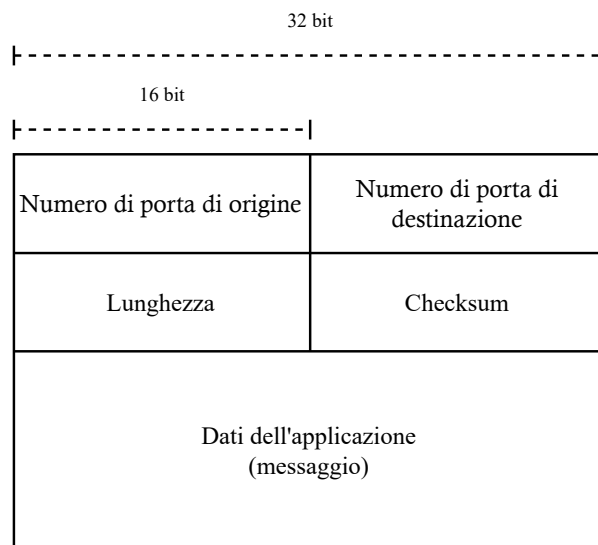 32 bit
16 bit
Numero di porta di origine
Numero di porta di
destinazione
Lunghezza
Checksum
Dati dell'applicazione
(messaggio)